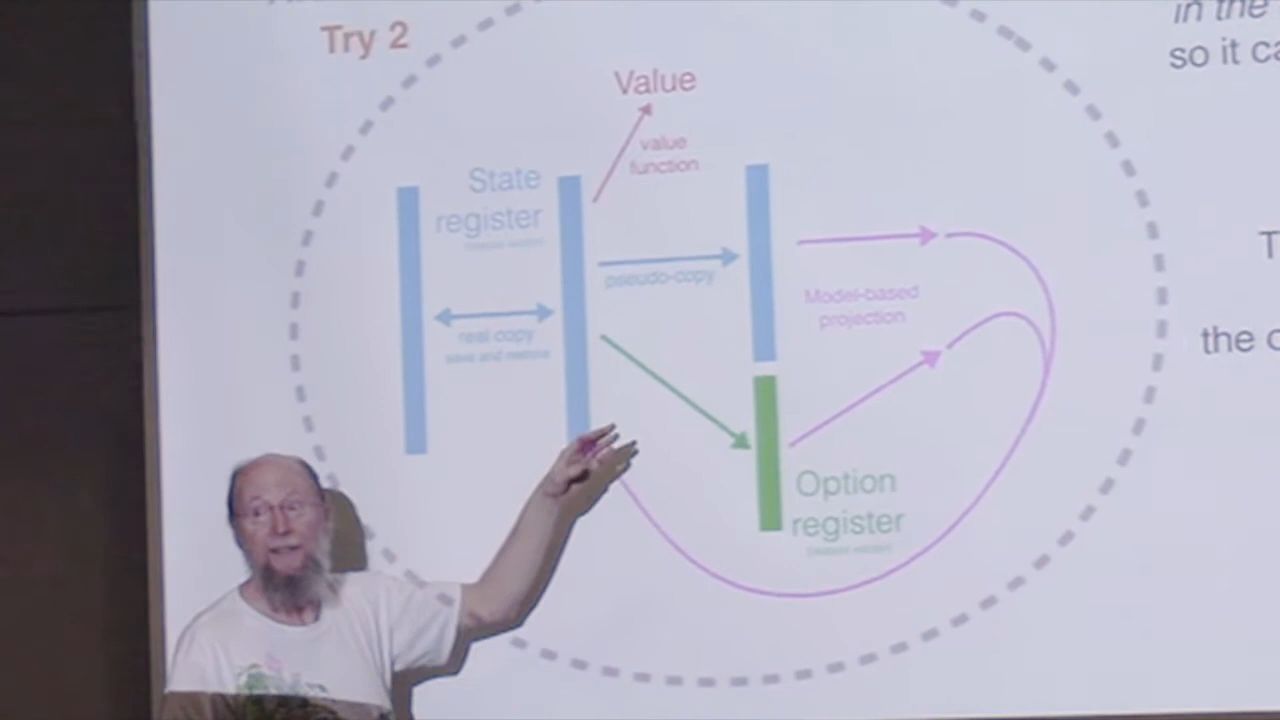 Try 2
in the
so it ca
Value
value
function
State
register
pseudo-copy
real copy
save and restore
Model-based
projection
T
the c
Option
register